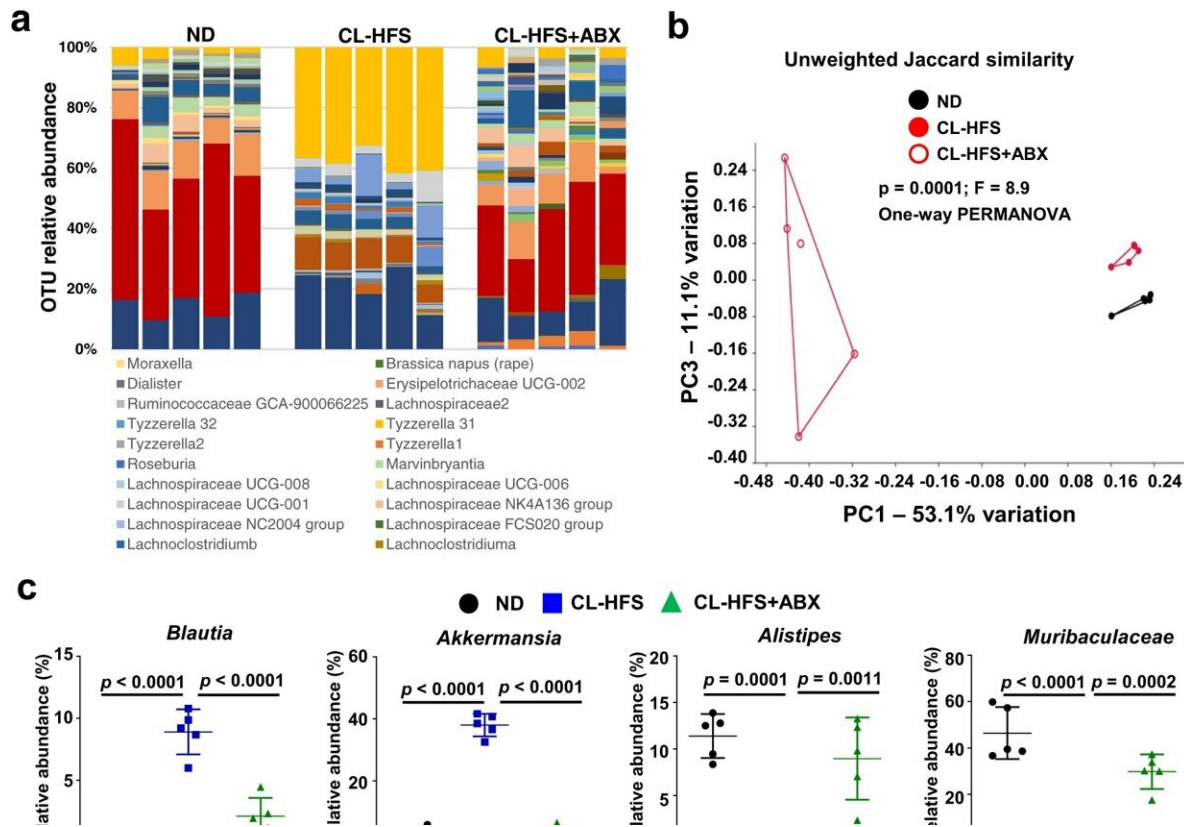 a
ND
CL-HFS
CL-HFS+ABX
100%
80%
60%
40%
20%
0%
OTU relative abundance
Moraxella
Brassica napus (rape)
Dialister
Erysipelotrichaceae UCG-002
Ruminococcaceae GCA-900066225
Lachnospiraceae2
Tyzzerella 32
Tyzzerella 31
Tyzzerella2
Tyzzerella1
Roseburia
Marvinbryantia
Lachnospiraceae UCG-008
Lachnospiraceae UCG-006
Lachnospiraceae UCG-001
Lachnospiraceae NK4A136 group
Lachnospiraceae NC2004 group
Lachnospiraceae FCS020 group
Lachnoclostridiumb
Lachnoclostridiuma
b
Unweighted Jaccard similarity
ND
CL-HFS
CL-HFS+ABX
p = 0.0001; F = 8.9
One-way PERMANOVA
0.24
0.16
0.08
0.00
-0.08
-0.16
-0.24
-0.32
-0.40
PC3 – 11.1% variation
-0.48 -0.40 -0.32 -0.24 -0.16 -0.08 0.00 0.08 0.16 0.24
PC1 – 53.1% variation
c
ND CL-HFS CL-HFS+ABX
Blautia
15
10
5
lative abundance (%)
p < 0.0001 p < 0.0001
Akkermansia
60
40
20
lative abundance (%)
p < 0.0001 p < 0.0001
Alistipes
20
15
10
5
lative abundance (%)
p = 0.0001 p = 0.0011
Muribaculaceae
80
60
40
20
elative abundance (%)
p < 0.0001 p = 0.0002